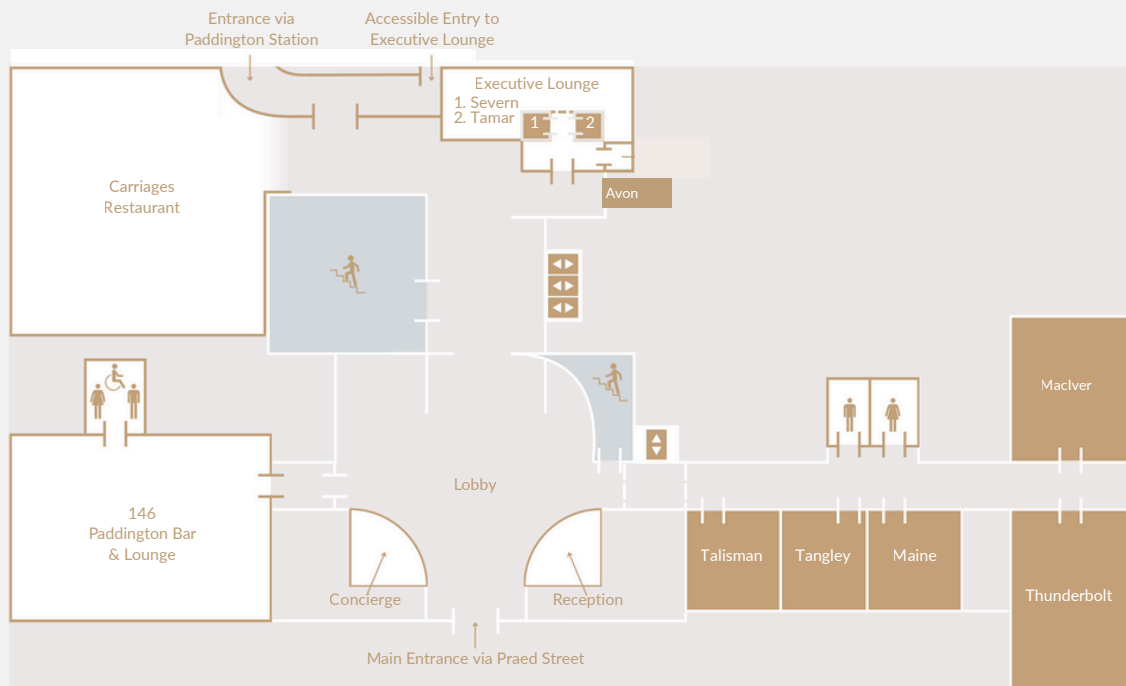 Entrance via
Paddington Station
Accessible Entry to
Executive Lounge
Executive Lounge
1. Severn
2. Tamar
1
2
Avon
Carriages
Restaurant
MacIver
146
Paddington Bar
& Lounge
Lobby
Talisman
Tangley
Maine
Thunderbolt
Concierge
Reception
Main Entrance via Praed Street